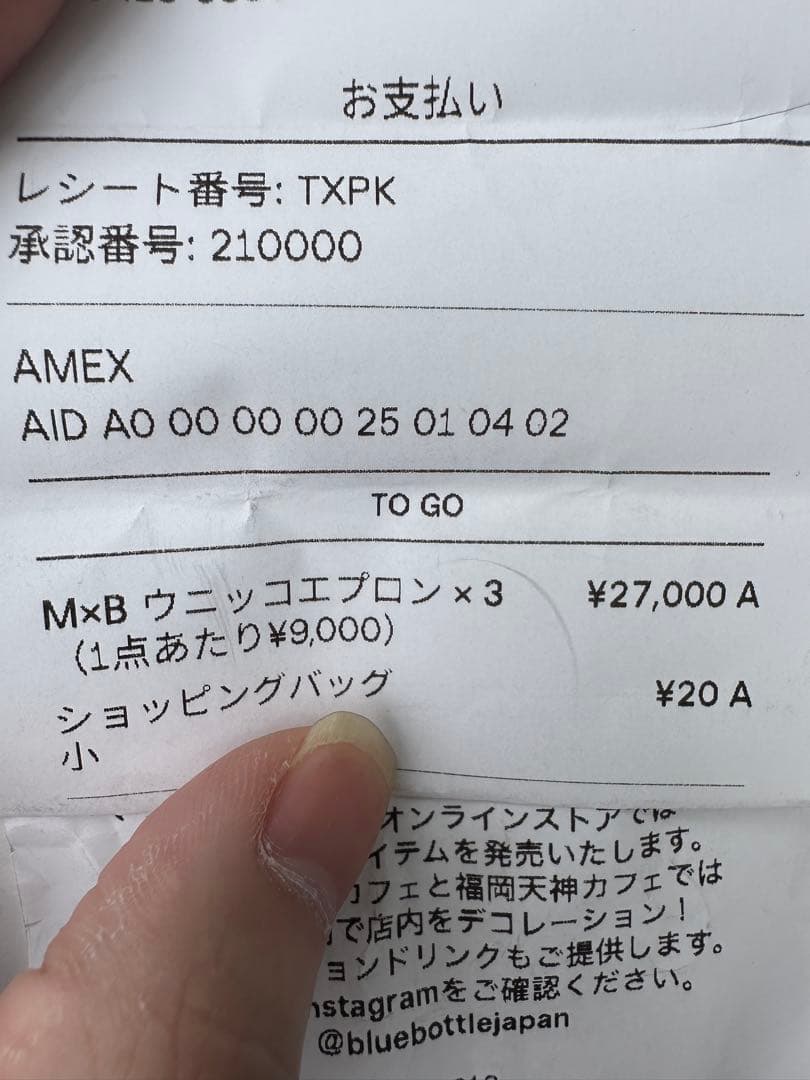 お支払い
レシート番号: TXPK
承認番号: 210000
AMEX
AID A0 00 00 00 25 01 04 02
TO GO
M×B ウニッコエプロン × 3 ¥27,000 A
(1点あたり¥9,000)
ショッピングバッグ ¥20 A
小
オンラインストアでは
イテムを発売いたします。
カフェと福岡天神カフェでは
で店内をデコレーション!
ョンドリンクもご提供します。
nstagramをご確認ください。
@bluebottlejapan